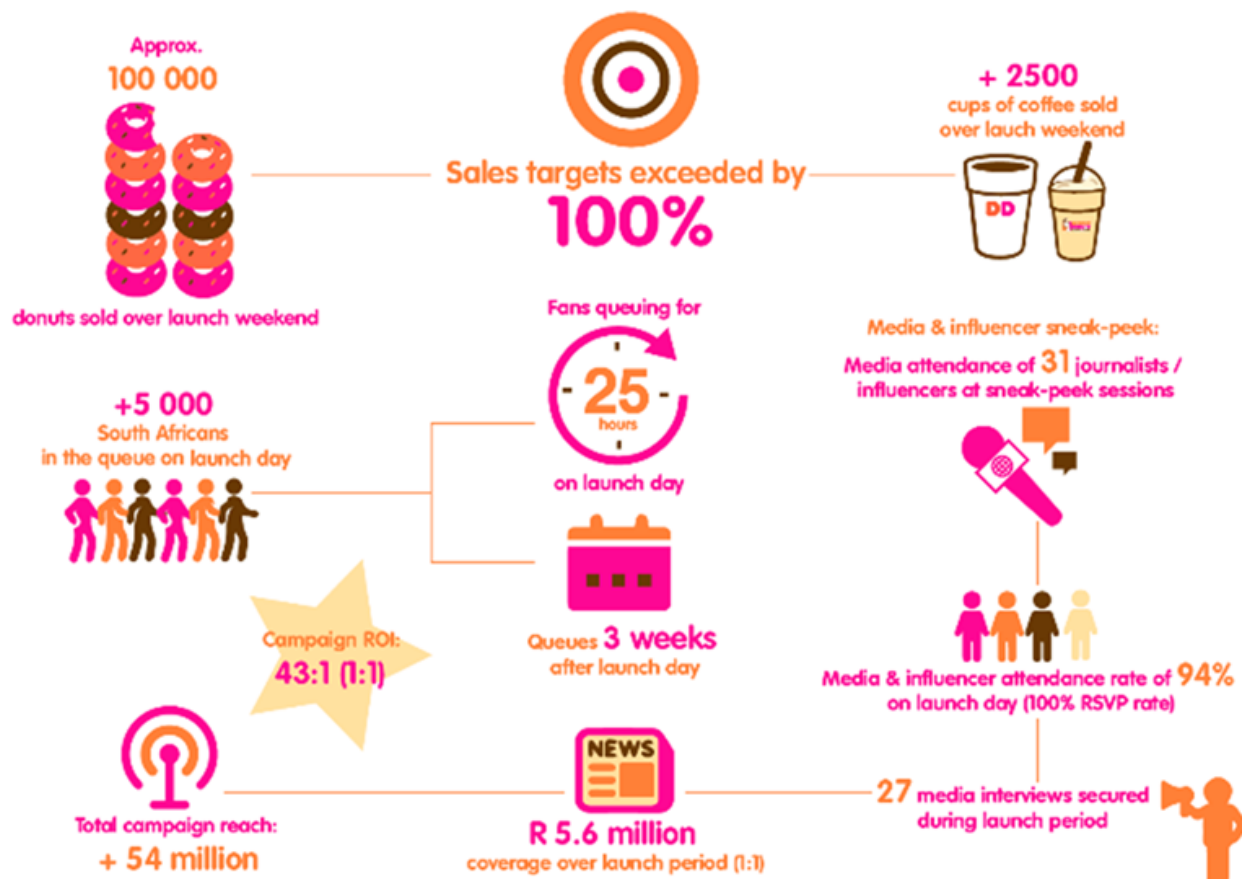 Approx.
100 000
donuts sold over launch weekend
Sales targets exceeded by
100%
+ 2500
cups of coffee sold
over lauch weekend
DD
+5 000
South Africans
in the queue on launch day
Fans queuing for
25
hours
on launch day
Queues 3 weeks
after launch day
Media & influencer sneak-peek:
Media attendance of 31 journalists /
influencers at sneak-peek sessions
Media & influencer attendance rate of 94%
on launch day (100% RSVP rate)
27 media interviews secured
during launch period
Campaign ROI:
43:1 (1:1)
Total campaign reach:
+ 54 million
NEWS
R 5.6 million
coverage over launch period (1:1)